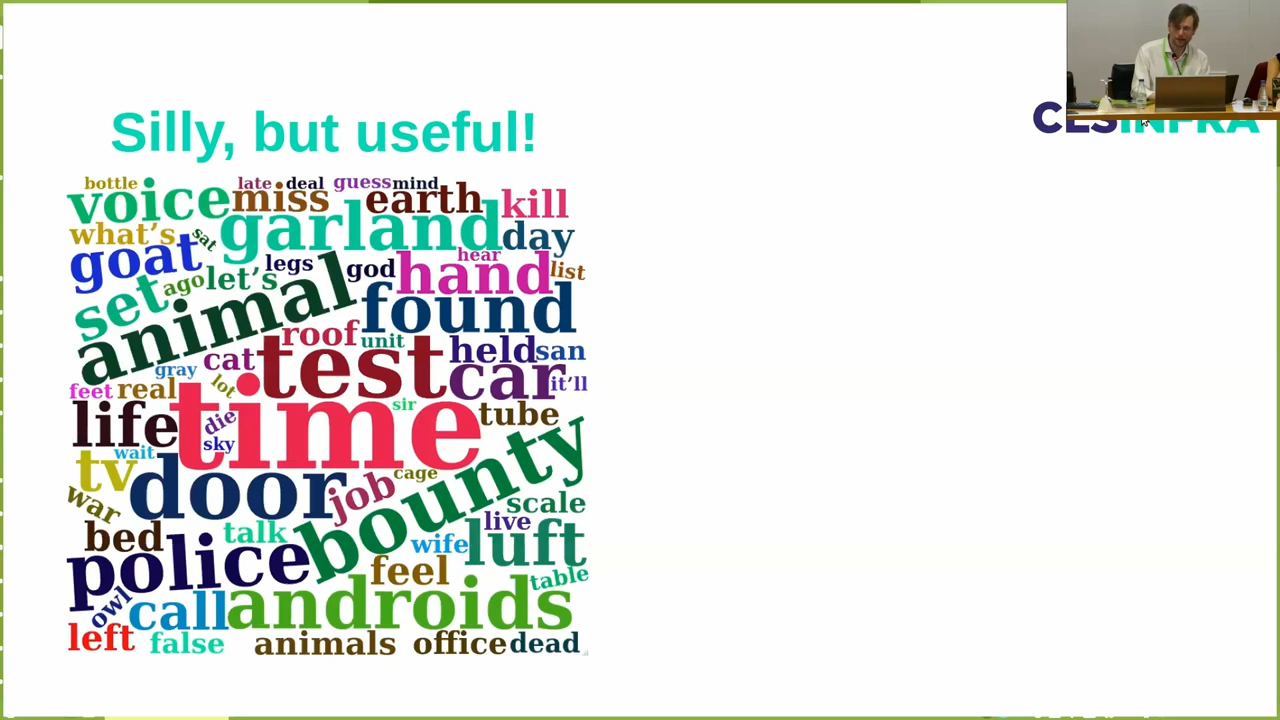 Silly, but useful!
bottle late deal guess mind
voice miss earth kill
what's sat garland day
goat ago let's legs god hear hand list
set animal found
roof unit
gray cat test held san
feet real lot car it'll
life die time sir tube
sky
wait
tv door job cage bounty
war scale
bed talk live
police wife luft
feel table
owl call androids
left false animals office dead
CLSINFRA